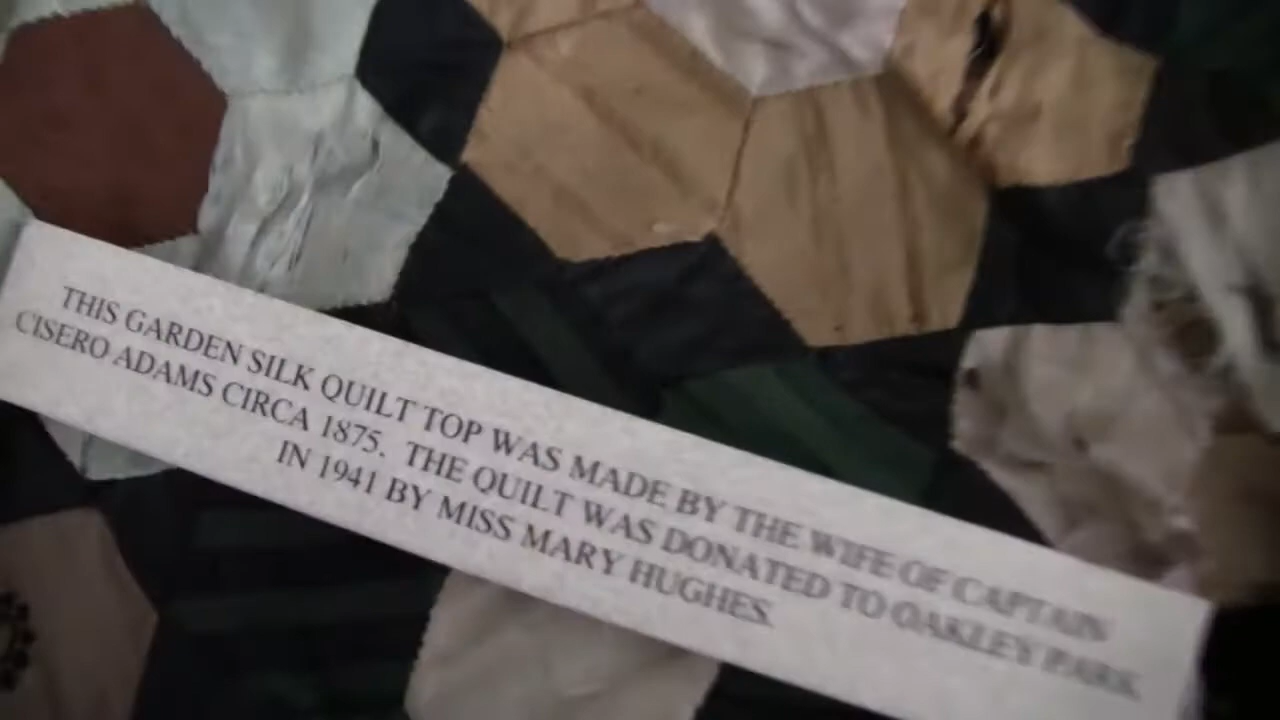 THIS GARDEN SILK QUILT TOP WAS MADE BY THE WIFE OF CAPTAIN
CISERO ADAMS CIRCA 1875. THE QUILT WAS DONATED TO OAKLEY PARK
IN 1941 BY MISS MARY HUGHES